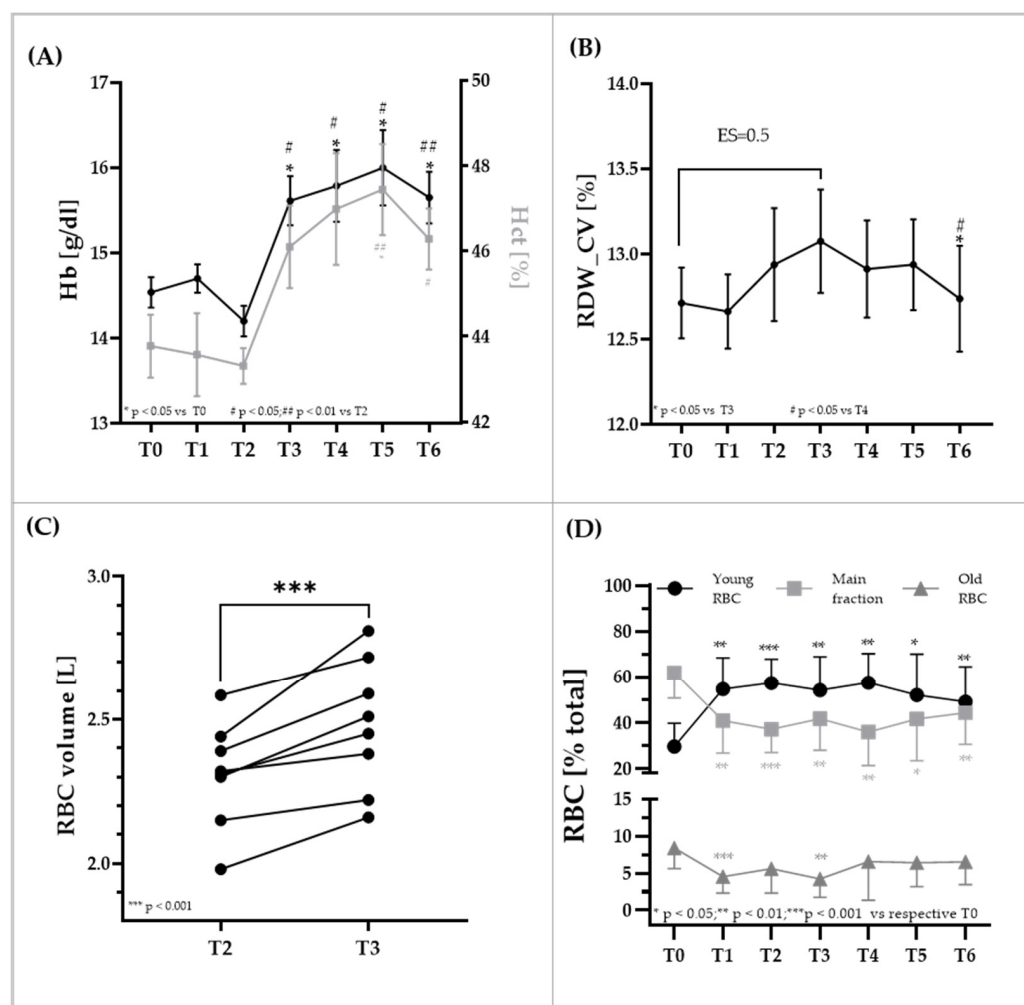 (A)
Hb [g/dl]
17
16
15
14
13
50
48
46
44
42
Hct [%]
# # # ##
* * * *
##
*
#
* p < 0.05 vs T0 # p < 0.05;## p < 0.01 vs T2
T0 T1 T2 T3 T4 T5 T6
(B)
RDW_CV [%]
14.0
13.5
13.0
12.5
12.0
ES=0.5
#
*
* p < 0.05 vs T3 # p < 0.05 vs T4
T0 T1 T2 T3 T4 T5 T6
(C)
RBC volume [L]
3.0
2.5
2.0
***
*** p < 0.001
T2 T3
(D)
RBC [% total]
Young
RBC
Main
fraction
Old
RBC
100
80
60
40
20
15
10
5
0
** *** ** ** * **
** *** ** ** * **
*** **
* p < 0.05;** p < 0.01;***p < 0.001 vs respective T0
T0 T1 T2 T3 T4 T5 T6